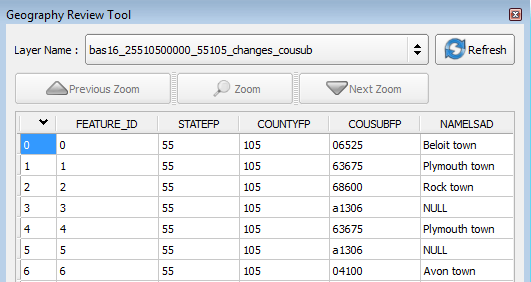 Geography Review Tool
Layer Name : bas16_25510500000_55105_changes_cousub Refresh
Previous Zoom Zoom Next Zoom
FEATURE_ID STATEFP COUNTYFP COUSUBFP NAMELSAD
0 0 55 105 06525 Beloit town
1 1 55 105 63675 Plymouth town
2 2 55 105 68600 Rock town
3 3 55 105 a1306 NULL
4 4 55 105 63675 Plymouth town
5 5 55 105 a1306 NULL
6 6 55 105 04100 Avon town